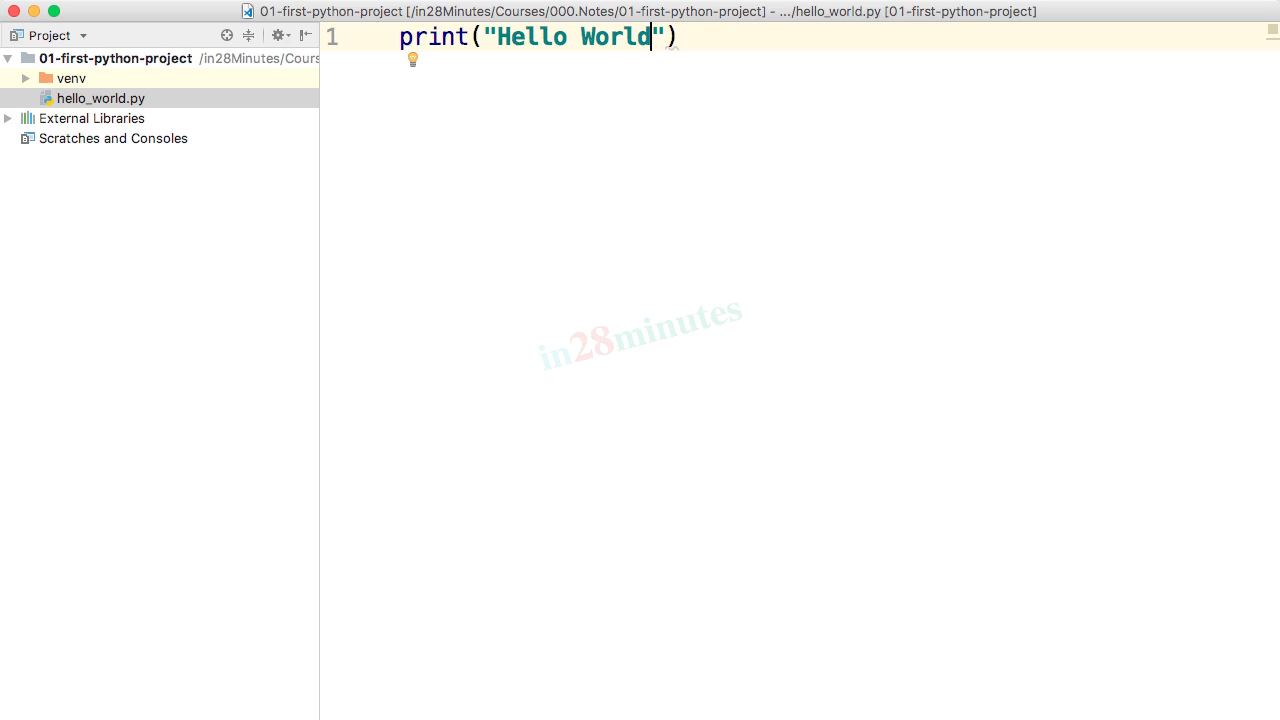 01-first-python-project [/in28Minutes/Courses/000.Notes/01-first-python-project] - .../hello_world.py [01-first-python-project]
Project
01-first-python-project /in28Minutes/Cours
venv
hello_world.py
External Libraries
Scratches and Consoles
1 print("Hello World")
in28minutes